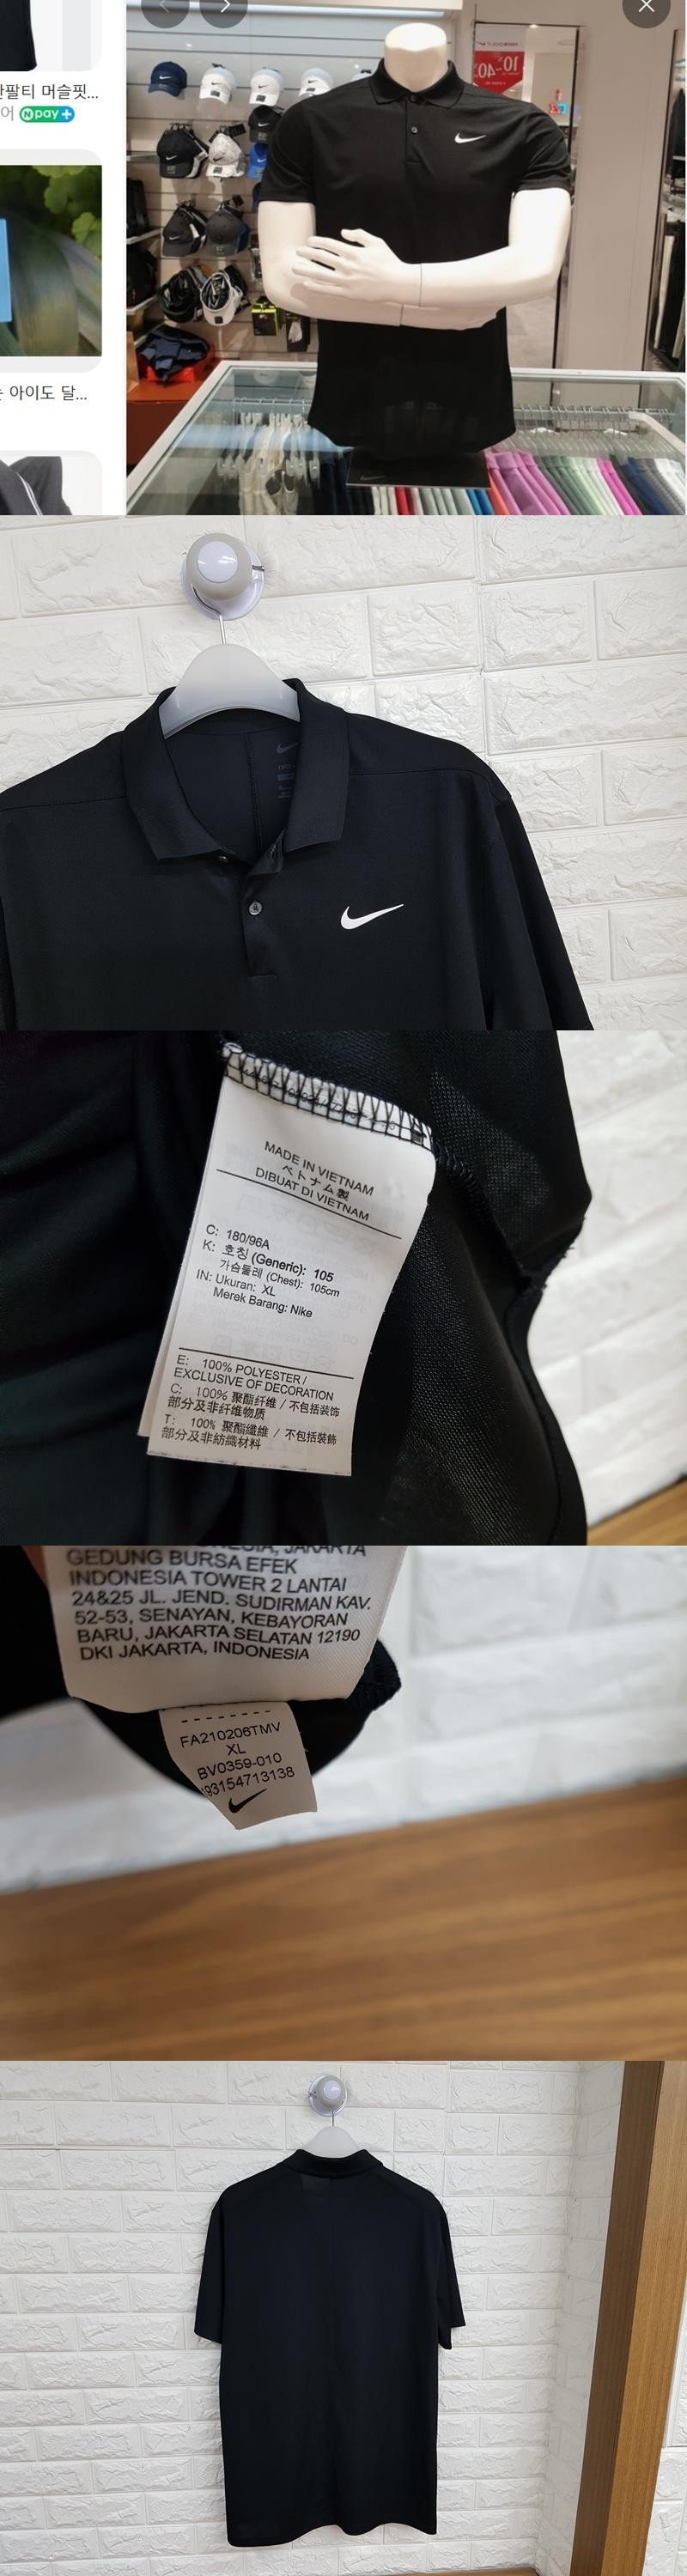 팔티 머슬핏...
어 N pay +
아이도 달...
10%
40%
MADE IN VIETNAM
ベトナム製
DIBUAT DI VIETNAM
C: 180/96A
K: 호칭 (Generic): 105
가슴둘레 (Chest): 105cm
IN: Ukuran: XL
Merek Barang: Nike
E: 100% POLYESTER /
EXCLUSIVE OF DECORATION
C: 100% 聚酯纤维 / 不包括装饰
部分及非纤维物质
T: 100% 聚酯纖維 / 不包括裝飾
部分及非紡織材料
JAKARTA
GEDUNG BURSA EFEK
INDONESIA TOWER 2 LANTAI
24&25 JL. JEND. SUDIRMAN KAV.
52-53, SENAYAN, KEBAYORAN
BARU, JAKARTA SELATAN 12190
DKI JAKARTA, INDONESIA
FA210206TMV
XL
BV0359-010
93154713138